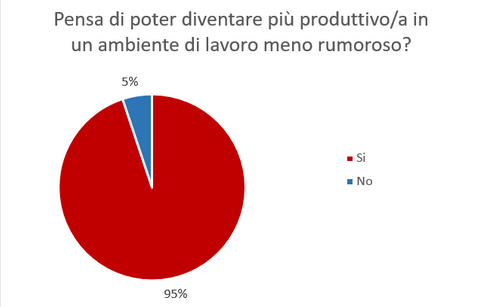 Pensa di poter diventare più produttivo/a in
un ambiente di lavoro meno rumoroso?
5%
Si
No
95%